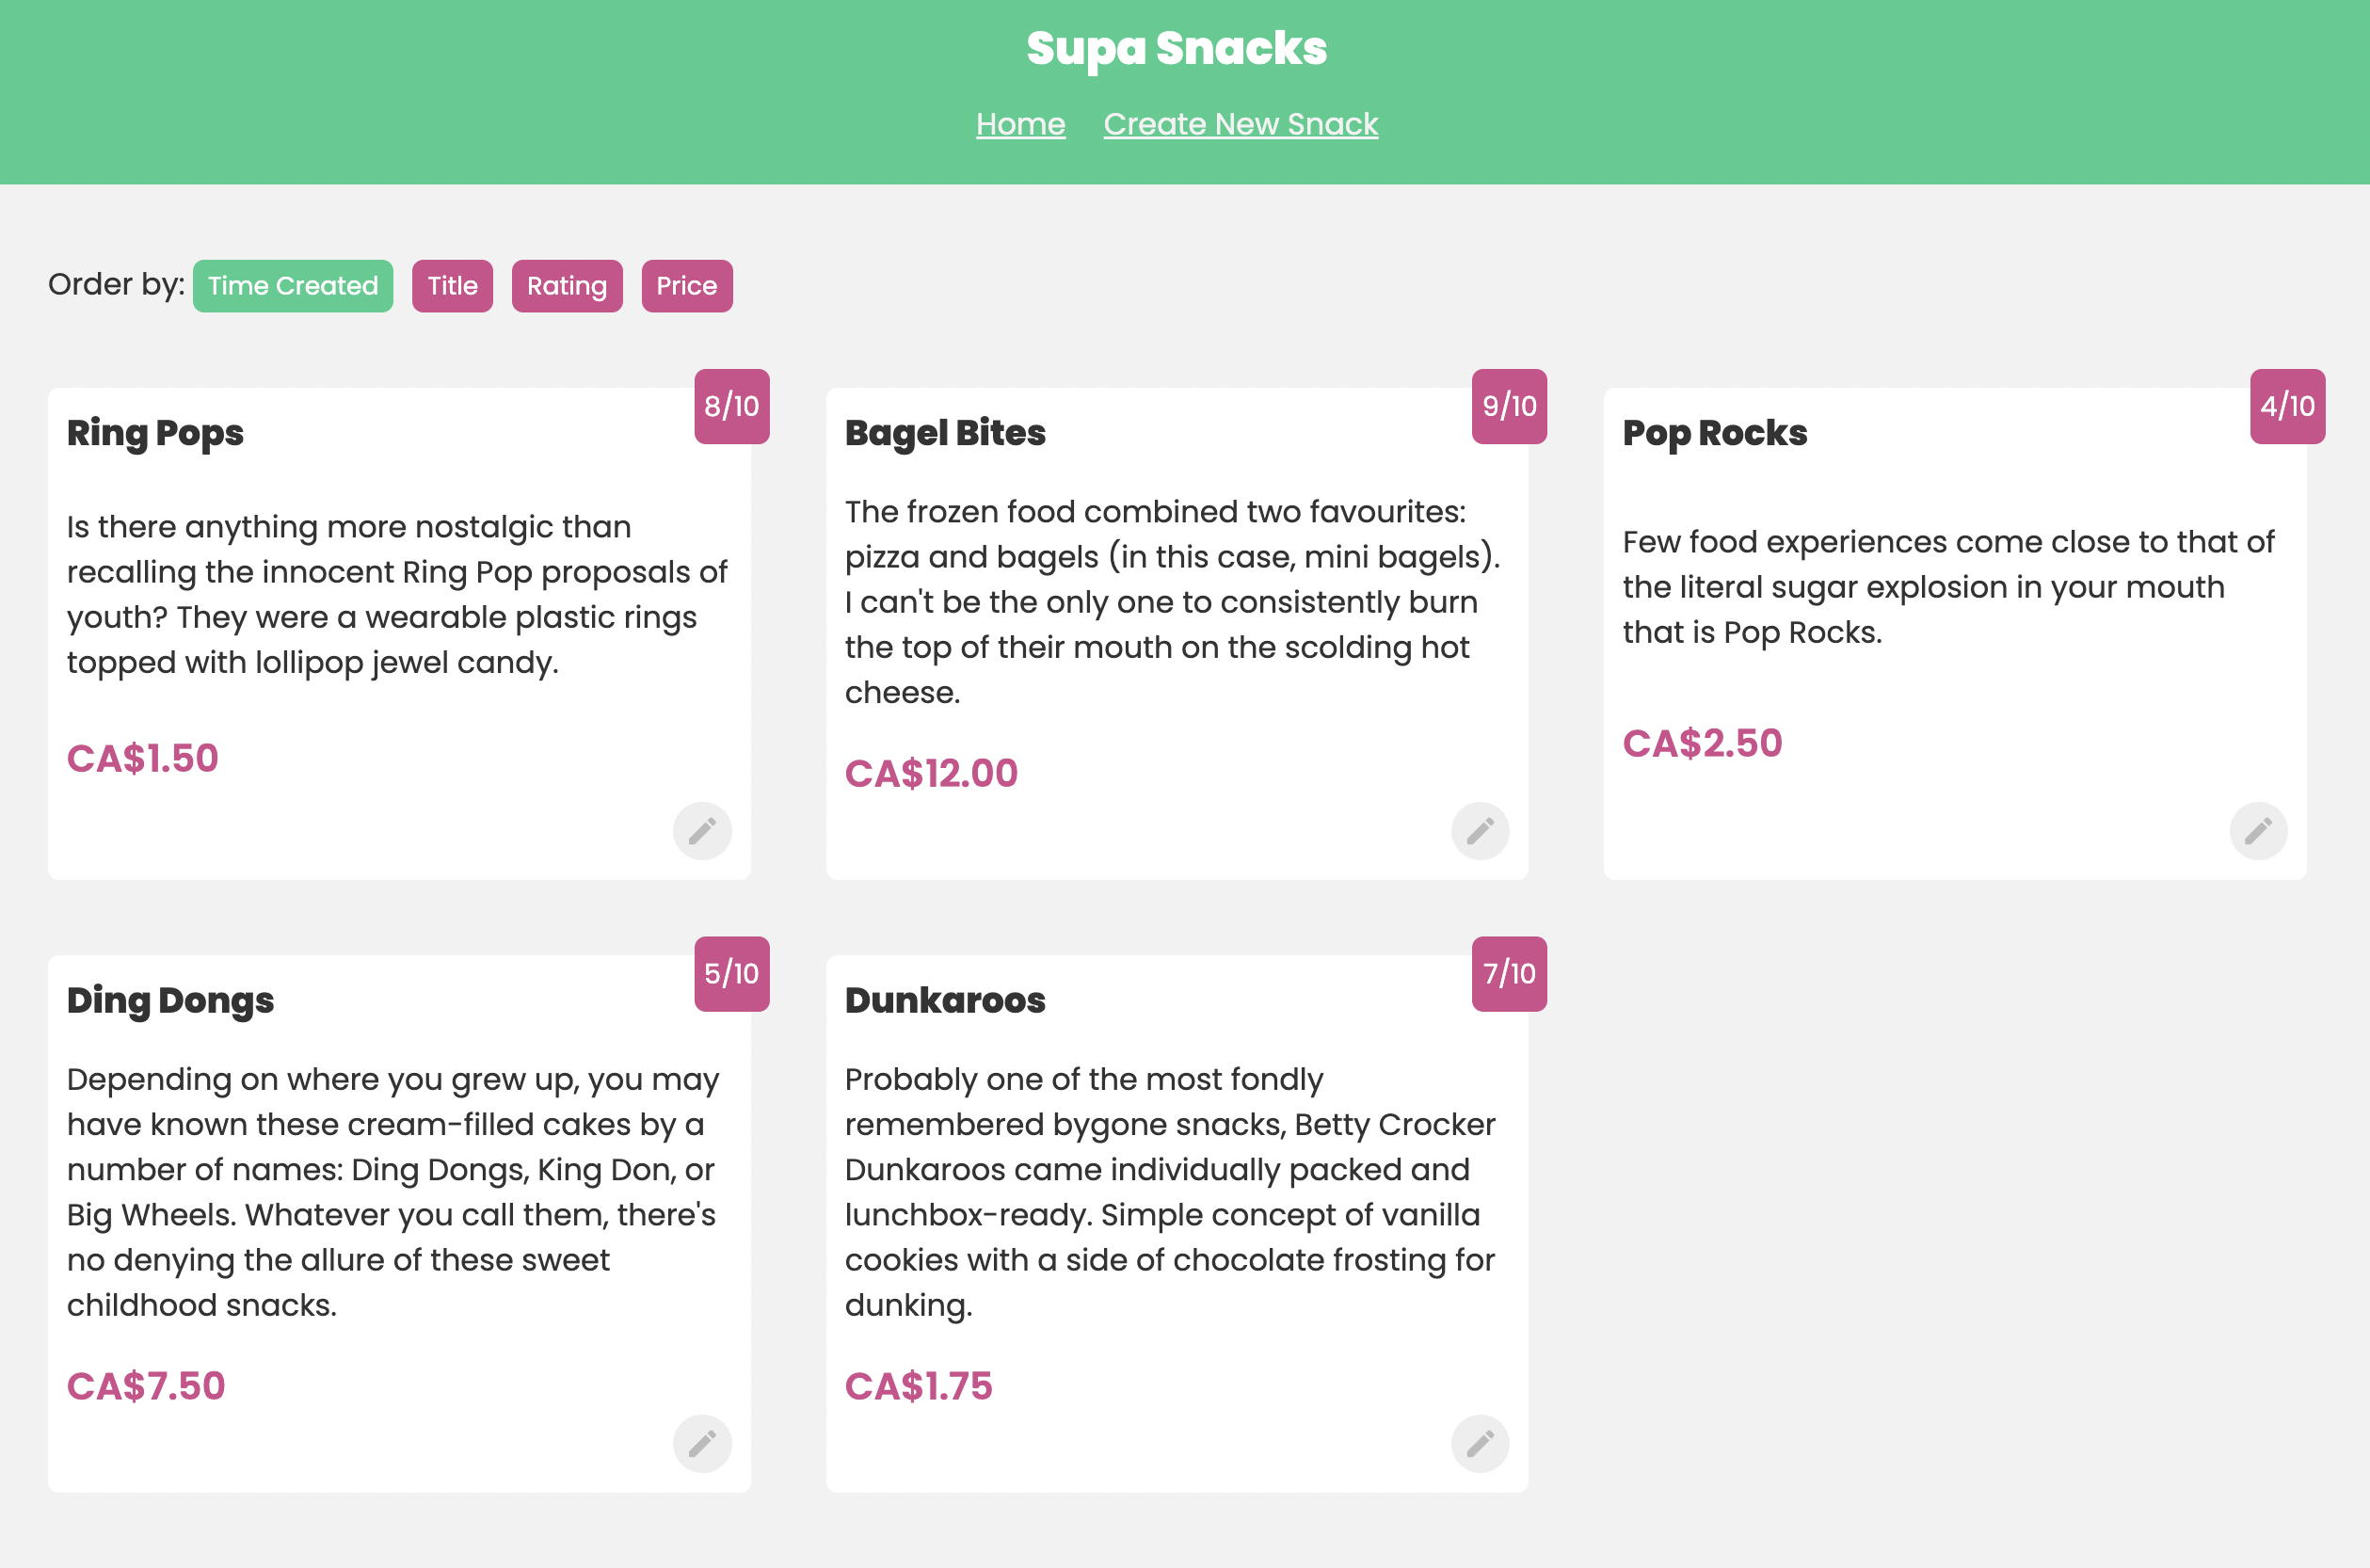 Supa Snacks
Home Create New Snack
Order by: Time Created Title Rating Price
8/10
Ring Pops
Is there anything more nostalgic than
recalling the innocent Ring Pop proposals of
youth? They were a wearable plastic rings
topped with lollipop jewel candy.
CA$1.50
9/10
Bagel Bites
The frozen food combined two favourites:
pizza and bagels (in this case, mini bagels).
I can't be the only one to consistently burn
the top of their mouth on the scolding hot
cheese.
CA$12.00
4/10
Pop Rocks
Few food experiences come close to that of
the literal sugar explosion in your mouth
that is Pop Rocks.
CA$2.50
5/10
Ding Dongs
Depending on where you grew up, you may
have known these cream-filled cakes by a
number of names: Ding Dongs, King Don, or
Big Wheels. Whatever you call them, there's
no denying the allure of these sweet
childhood snacks.
CA$7.50
7/10
Dunkaroos
Probably one of the most fondly
remembered bygone snacks, Betty Crocker
Dunkaroos came individually packed and
lunchbox-ready. Simple concept of vanilla
cookies with a side of chocolate frosting for
dunking.
CA$1.75